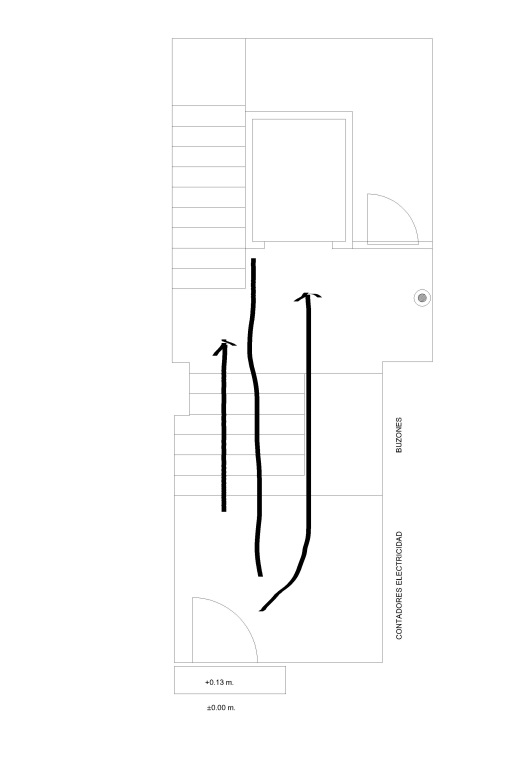 BUZONES
CONTADORES ELECTRICIDAD
+0.13 m.
±0.00 m.